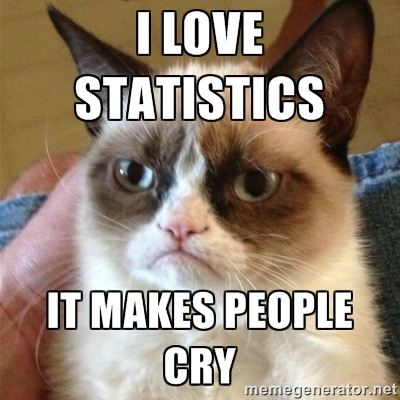 I LOVE
STATISTICS
IT MAKES PEOPLE
CRY
memegenerator.net